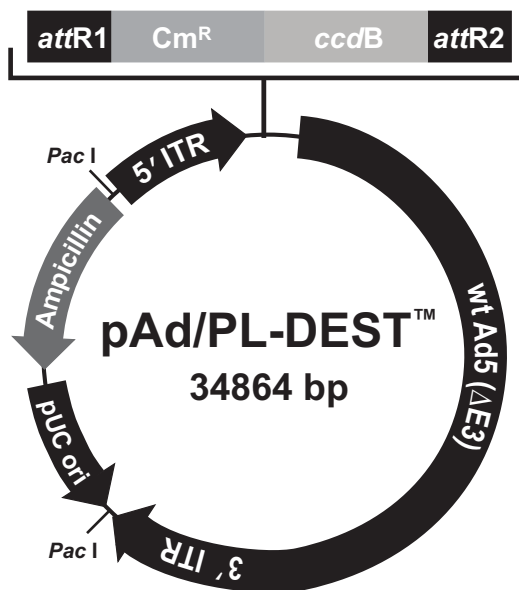 attR1 CmR ccdB attR2
Pac I
5′ ITR
Ampicillin
wt Ad5 (ΔE3)
pAd/PL-DEST™
34864 bp
pUC ori
Pac I
3′ ITR